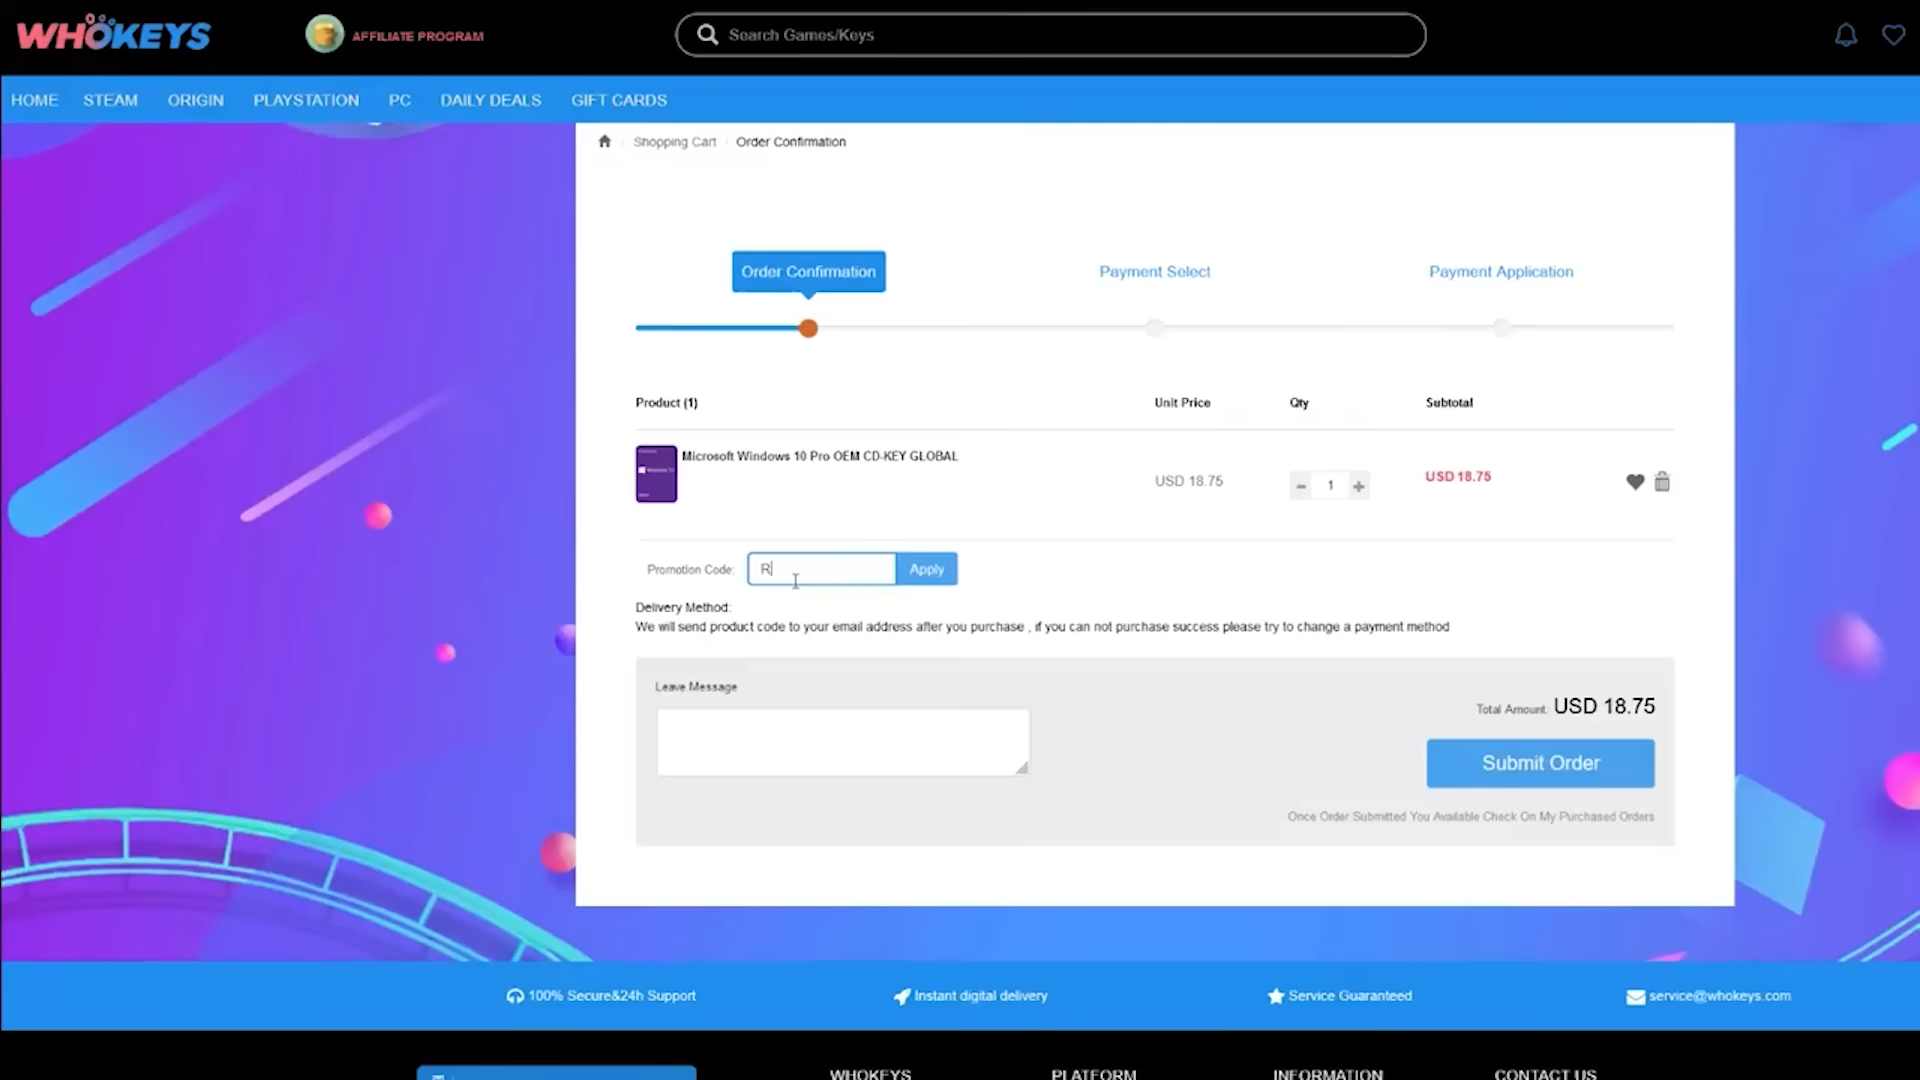 WHOKEYS
AFFILIATE PROGRAM
Search Games/Keys
HOME STEAM ORIGIN PLAYSTATION PC DAILY DEALS GIFT CARDS
Shopping Cart Order Confirmation
Order Confirmation Payment Select Payment Application
Product (1) Unit Price Qty Subtotal
Microsoft Windows 10 Pro OEM CD-KEY GLOBAL
USD 18.75 - 1 + USD 18.75
Promotion Code: R Apply
Delivery Method:
We will send product code to your email address after you purchase , if you can not purchase success please try to change a payment method
Leave Message
Total Amount: USD 18.75
Submit Order
Once Order Submitted You Available Check On My Purchased Orders
100% Secure&24h Support Instant digital delivery Service Guaranteed service@whokeys.com
WHOKEYS PLATFORM INFORMATION CONTACT US